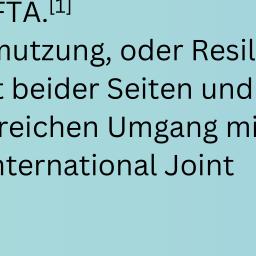 FTA.[1]
nutzung, oder Resil
t beider Seiten und
reichen Umgang mi
nternational Joint